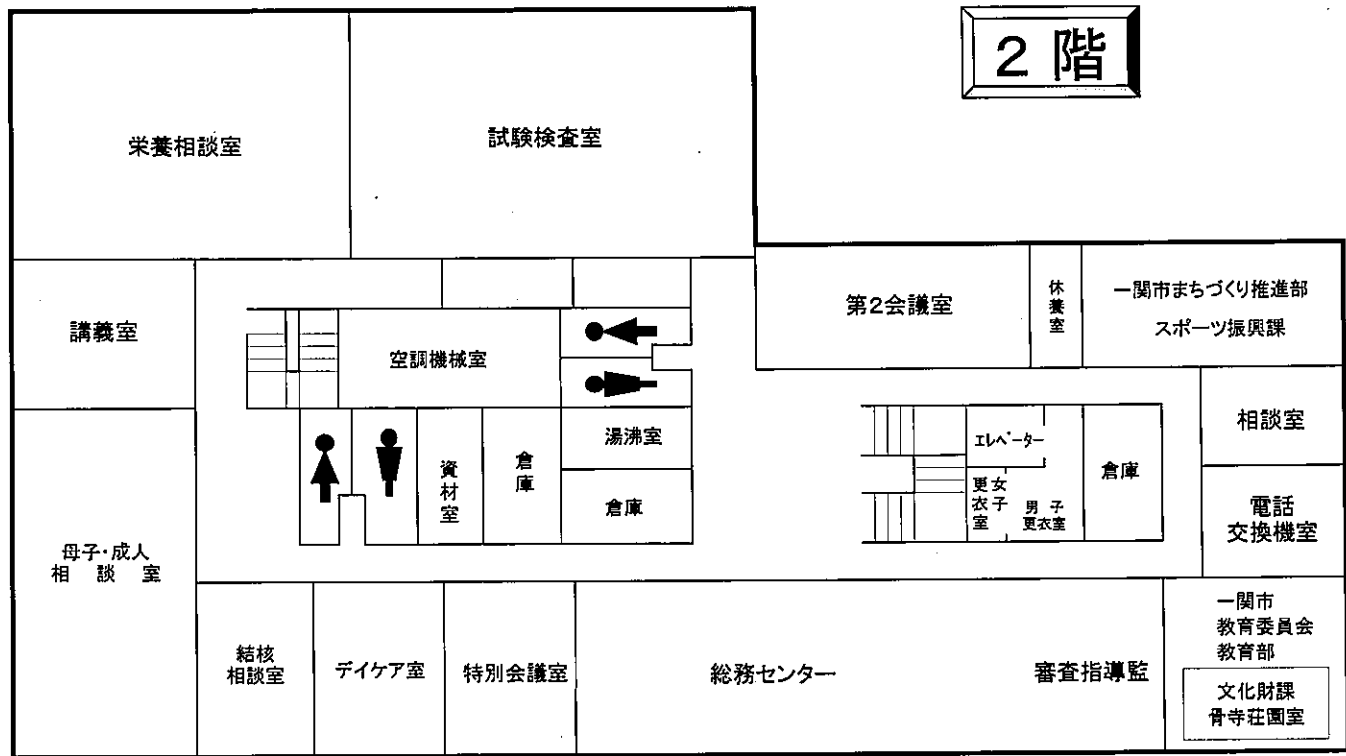 2階
栄養相談室
試験検査室
講義室
第2会議室
休養室
一関市まちづくり推進部
スポーツ振興課
空調機械室
湯沸室
倉庫
資材室
倉庫
エレベーター
女子
更衣室
男子
更衣室
倉庫
相談室
電話
交換機室
母子・成人
相談室
結核
相談室
デイケア室
特別会議室
総務センター
審査指導監
一関市
教育委員会
教育部
文化財課
骨寺荘園室